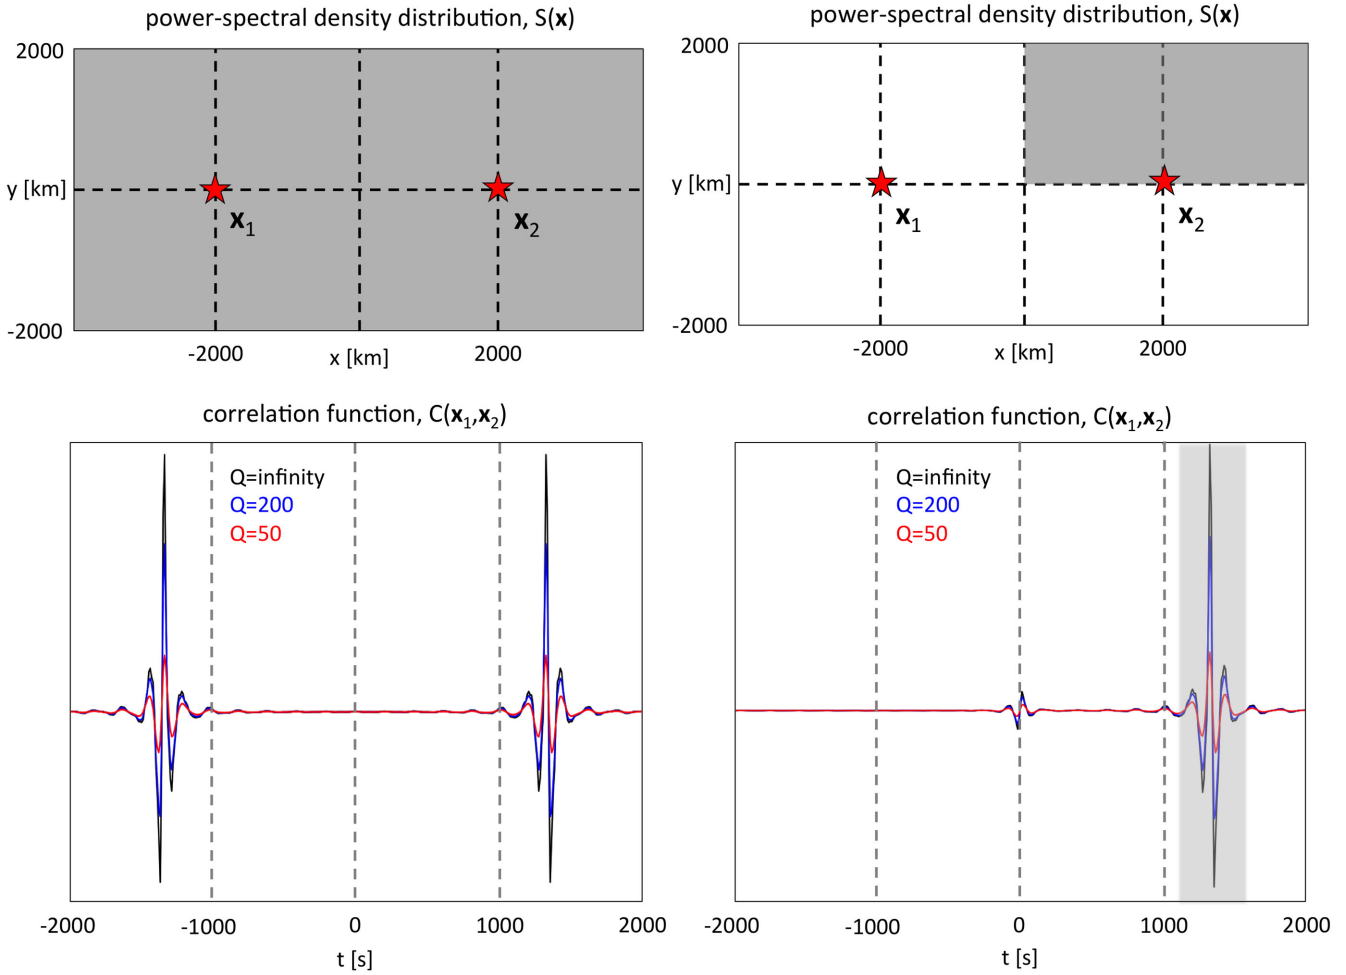 power-spectral density distribution, S(x)
2000
y [km]
-2000
x1
x2
-2000
x [km]
2000
power-spectral density distribution, S(x)
2000
y [km]
-2000
x1
x2
-2000
x [km]
2000
correlation function, C(x1,x2)
Q=infinity
Q=200
Q=50
-2000
-1000
0
1000
2000
t [s]
correlation function, C(x1,x2)
Q=infinity
Q=200
Q=50
-2000
-1000
0
1000
2000
t [s]